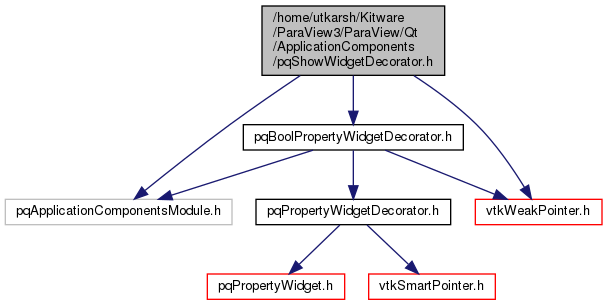 /home/utkarsh/Kitware
/ParaView3/ParaView/Qt
/ApplicationComponents
/pqShowWidgetDecorator.h
pqBoolPropertyWidgetDecorator.h
pqApplicationComponentsModule.h
pqPropertyWidgetDecorator.h
vtkWeakPointer.h
pqPropertyWidget.h
vtkSmartPointer.h